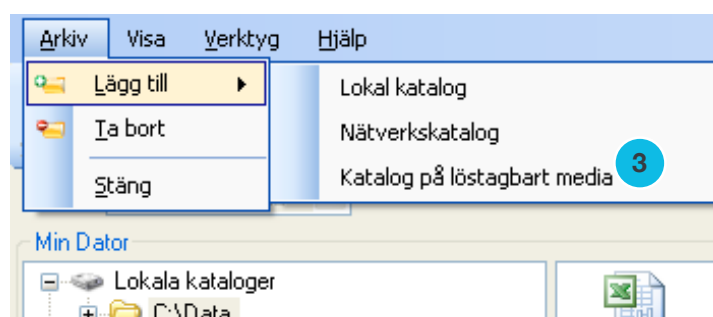 Arkiv Visa Verktyg Hjälp
Lägg till Lokal katalog
Ta bort Nätverkskatalog
Katalog på löstagbart media 3
Stäng
Min Dator
Lokala kataloger
C:\Data